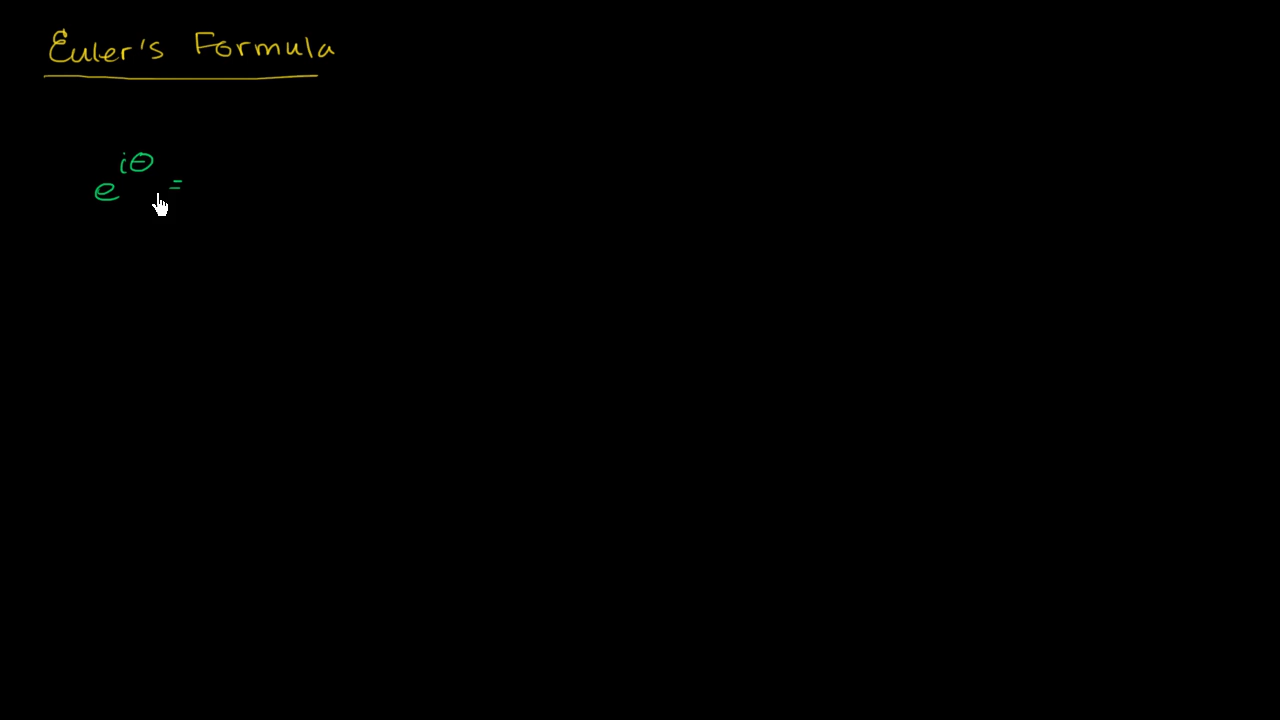 Euler's Formula
e^{iθ} =